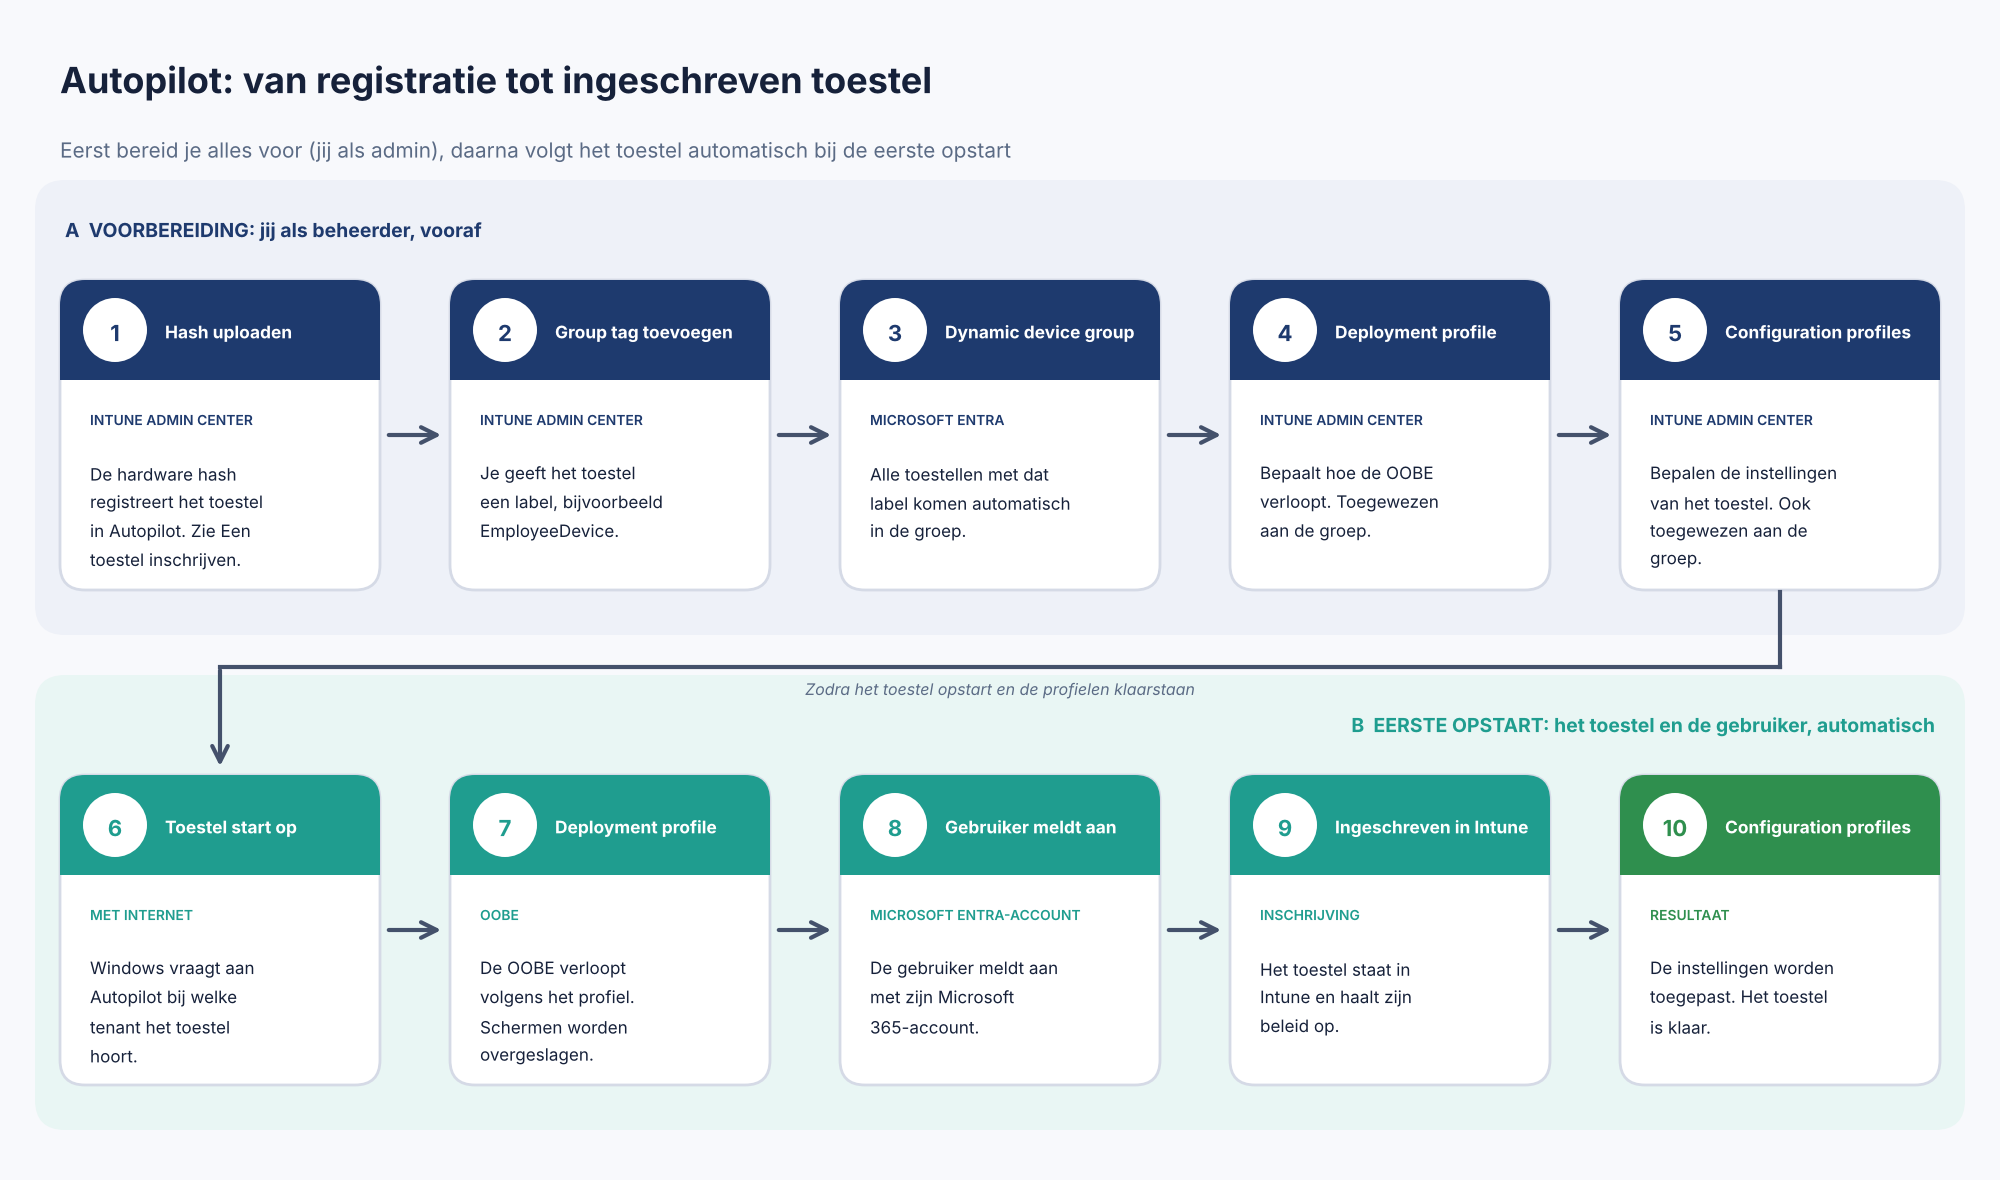 Autopilot: van registratie tot ingeschreven toestel
Eerst bereid je alles voor (jij als admin), daarna volgt het toestel automatisch bij de eerste opstart
A VOORBEREIDING: jij als beheerder, vooraf
1 Hash uploaden
INTUNE ADMIN CENTER
De hardware hash
registreert het toestel
in Autopilot. Zie Een
toestel inschrijven.
2 Group tag toevoegen
INTUNE ADMIN CENTER
Je geeft het toestel
een label, bijvoorbeeld
EmployeeDevice.
3 Dynamic device group
MICROSOFT ENTRA
Alle toestellen met dat
label komen automatisch
in de groep.
4 Deployment profile
INTUNE ADMIN CENTER
Bepaalt hoe de OOBE
verloopt. Toegewezen
aan de groep.
5 Configuration profiles
INTUNE ADMIN CENTER
Bepalen de instellingen
van het toestel. Ook
toegewezen aan de
groep.
Zodra het toestel opstart en de profielen klaarstaan
B EERSTE OPSTART: het toestel en de gebruiker, automatisch
6 Toestel start op
MET INTERNET
Windows vraagt aan
Autopilot bij welke
tenant het toestel
hoort.
7 Deployment profile
OOBE
De OOBE verloopt
volgens het profiel.
Schermen worden
overgeslagen.
8 Gebruiker meldt aan
MICROSOFT ENTRA-ACCOUNT
De gebruiker meldt aan
met zijn Microsoft
365-account.
9 Ingeschreven in Intune
INSCHRIJVING
Het toestel staat in
Intune en haalt zijn
beleid op.
10 Configuration profiles
RESULTAAT
De instellingen worden
toegepast. Het toestel
is klaar.